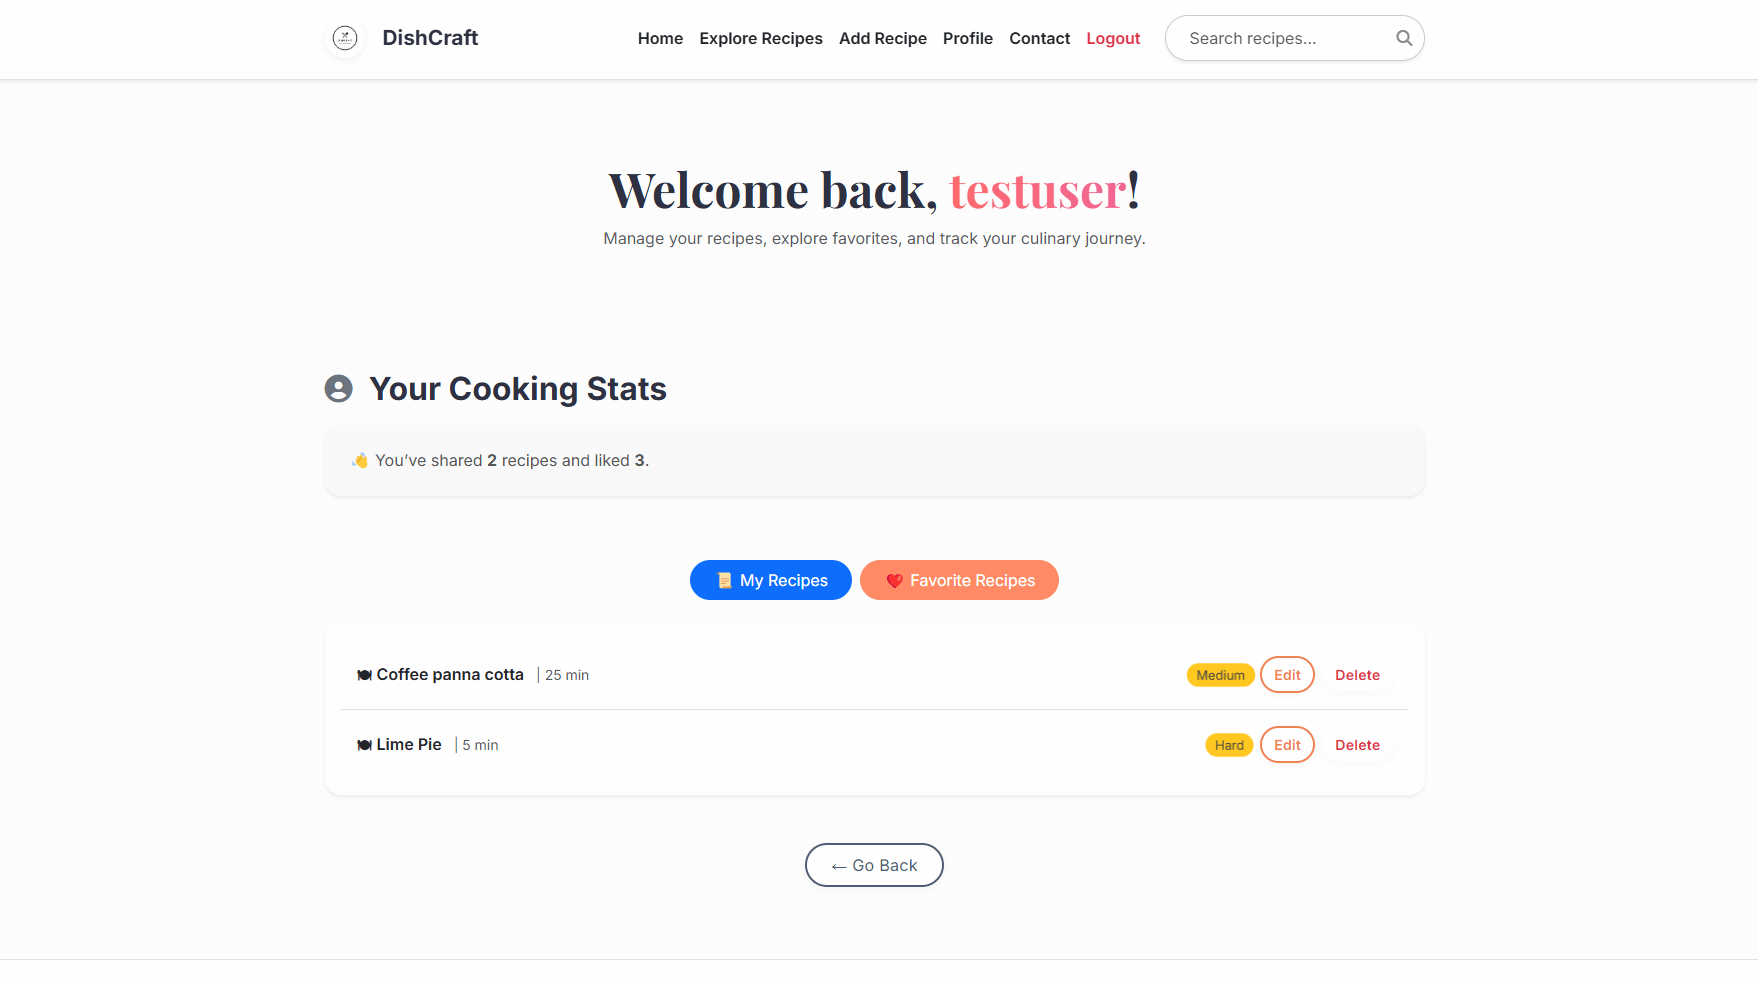 DishCraft
Home Explore Recipes Add Recipe Profile Contact Logout Search recipes...
Welcome back, testuser!
Manage your recipes, explore favorites, and track your culinary journey.
Your Cooking Stats
👋 You’ve shared 2 recipes and liked 3.
📜 My Recipes ❤️ Favorite Recipes
🍽 Coffee panna cotta | 25 min Medium Edit Delete
🍽 Lime Pie | 5 min Hard Edit Delete
← Go Back